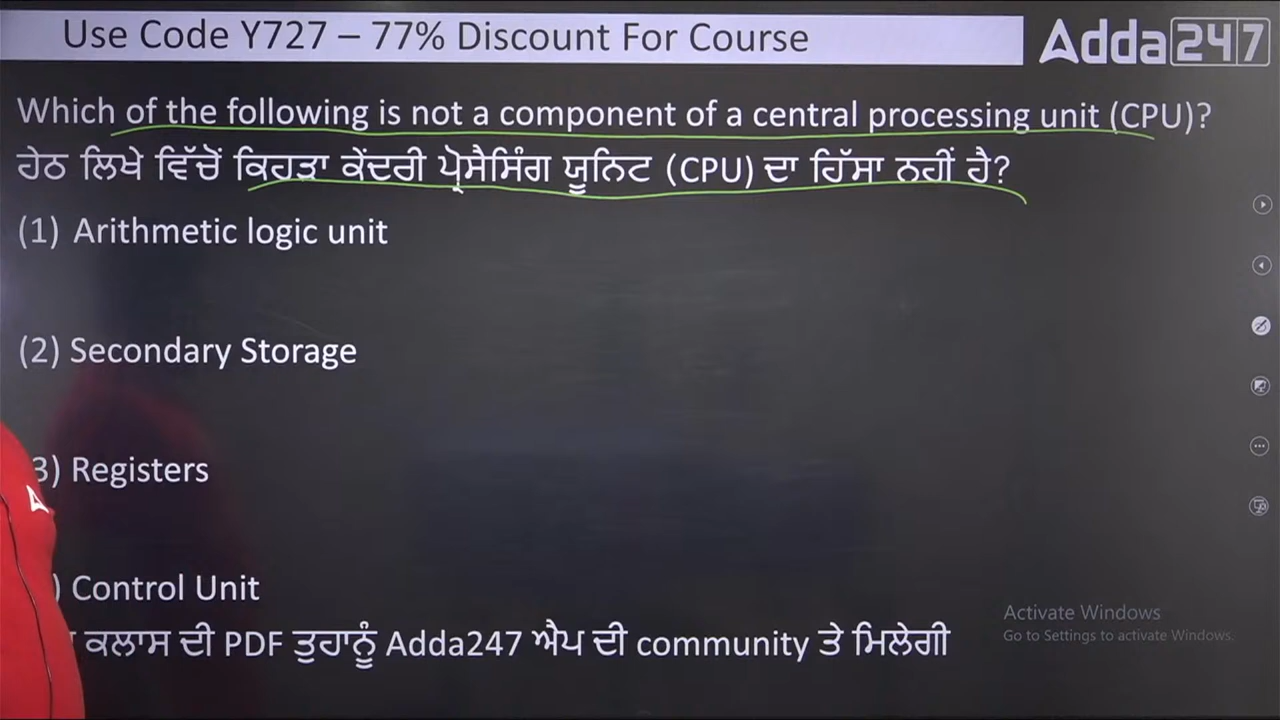 Use Code Y727 – 77% Discount For Course
Adda247
Which of the following is not a component of a central processing unit (CPU)?
ਹੇਠ ਲਿਖੇ ਵਿੱਚੋਂ ਕਿਹੜਾ ਕੇਂਦਰੀ ਪ੍ਰੋਸੈਸਿੰਗ ਯੂਨਿਟ (CPU) ਦਾ ਹਿੱਸਾ ਨਹੀਂ ਹੈ?
(1) Arithmetic logic unit
(2) Secondary Storage
3) Registers
) Control Unit
ਕਲਾਸ ਦੀ PDF ਤੁਹਾਨੂੰ Adda247 ਐਪ ਦੀ community ਤੇ ਮਿਲੇਗੀ
Activate Windows
Go to Settings to activate Windows.